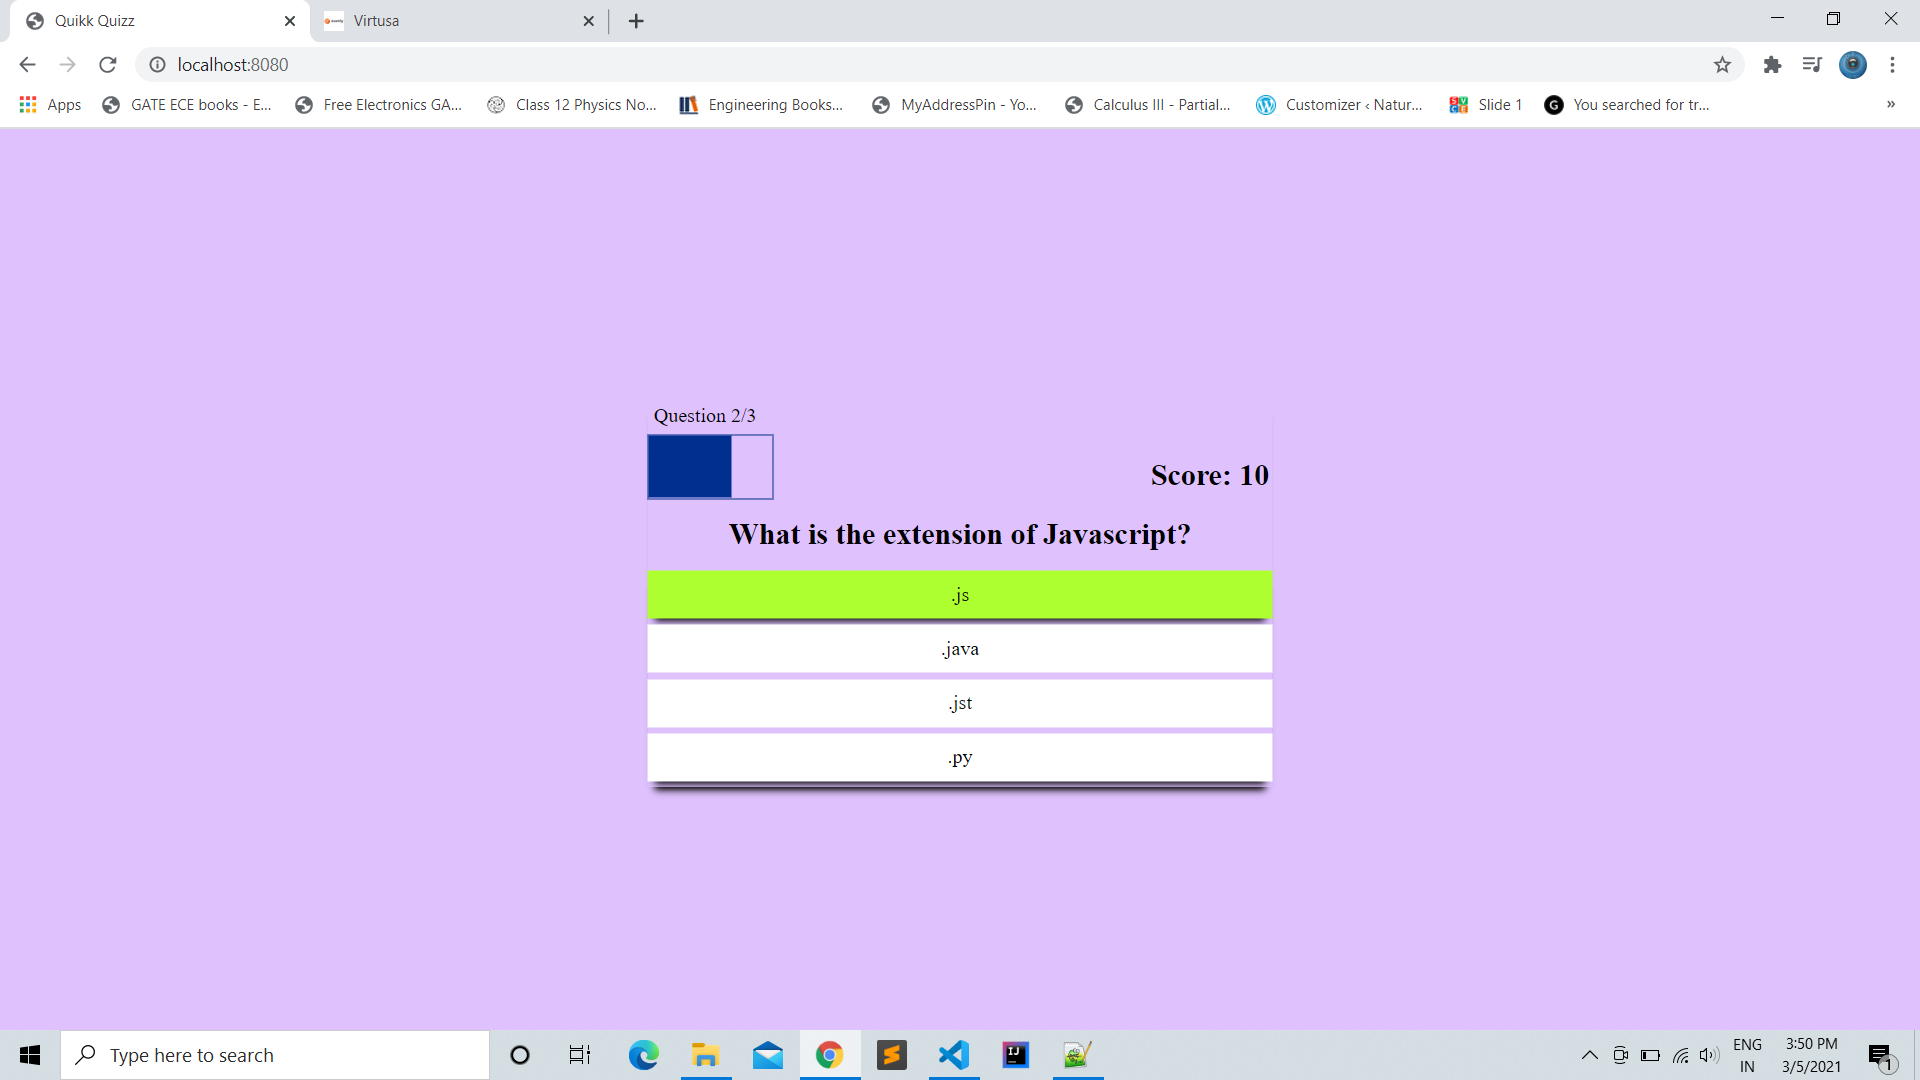 Quikk Quizz
Virtusa
localhost:8080
Apps
GATE ECE books - E...
Free Electronics GA...
Class 12 Physics No...
Engineering Books...
MyAddressPin - Yo...
Calculus III - Partial...
Customizer ‹ Natur...
Slide 1
You searched for tr...
»
Question 2/3
Score: 10
What is the extension of Javascript?
.js
.java
.jst
.py
Type here to search
ENG
IN
3:50 PM
3/5/2021
1